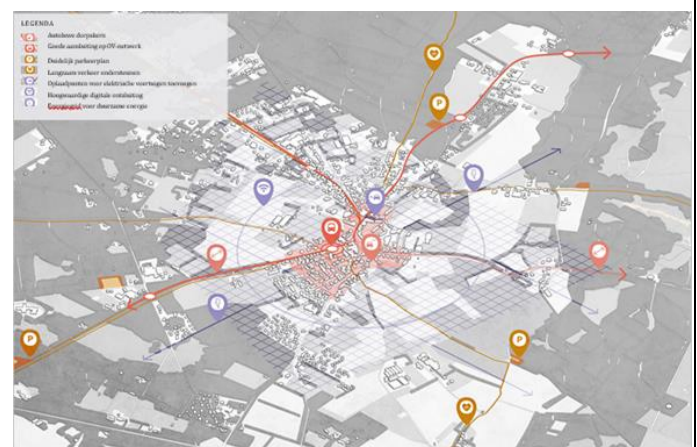 LEGENDA
Autoluwe dorpskern
Goede aansluiting op OV-netwerk
Duidelijk parkeerplan
Langzaam verkeer ondersteunen
Oplaadpunten voor elektrische voertuigen toevoegen
Hoogwaardige digitale ontsluiting
voor duurzame energie
P
P
P